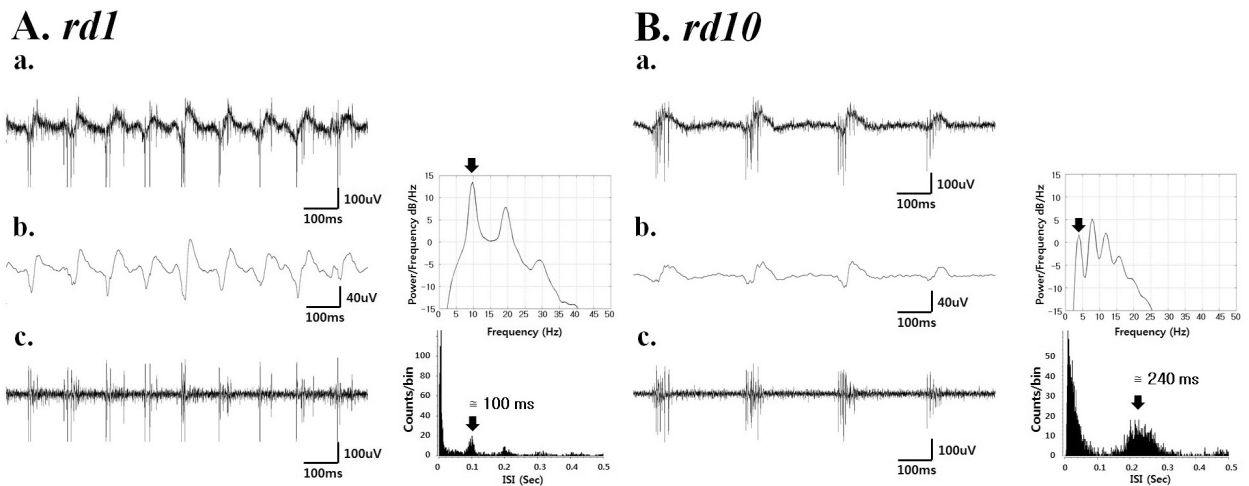 A. rd1
a.
100uV
100ms
b.
40uV
100ms
c.
100uV
100ms
Power/Frequency dB/Hz
15
10
5
0
−5
−10
−15
0 5 10 15 20 25 30 35 40 45 50
Frequency (Hz)
Counts/bin
100
80
60
40
20
0
≅ 100 ms
0 0.1 0.2 0.3 0.4 0.5
ISI (Sec)
B. rd10
a.
100uV
100ms
b.
40uV
100ms
c.
100uV
100ms
Power/Frequency dB/Hz
15
10
5
0
−5
−10
−15
0 5 10 15 20 25 30 35 40 45 50
Frequency (Hz)
Counts/bin
50
40
30
20
10
0
≅ 240 ms
0 0.1 0.2 0.3 0.4 0.5
ISI (Sec)